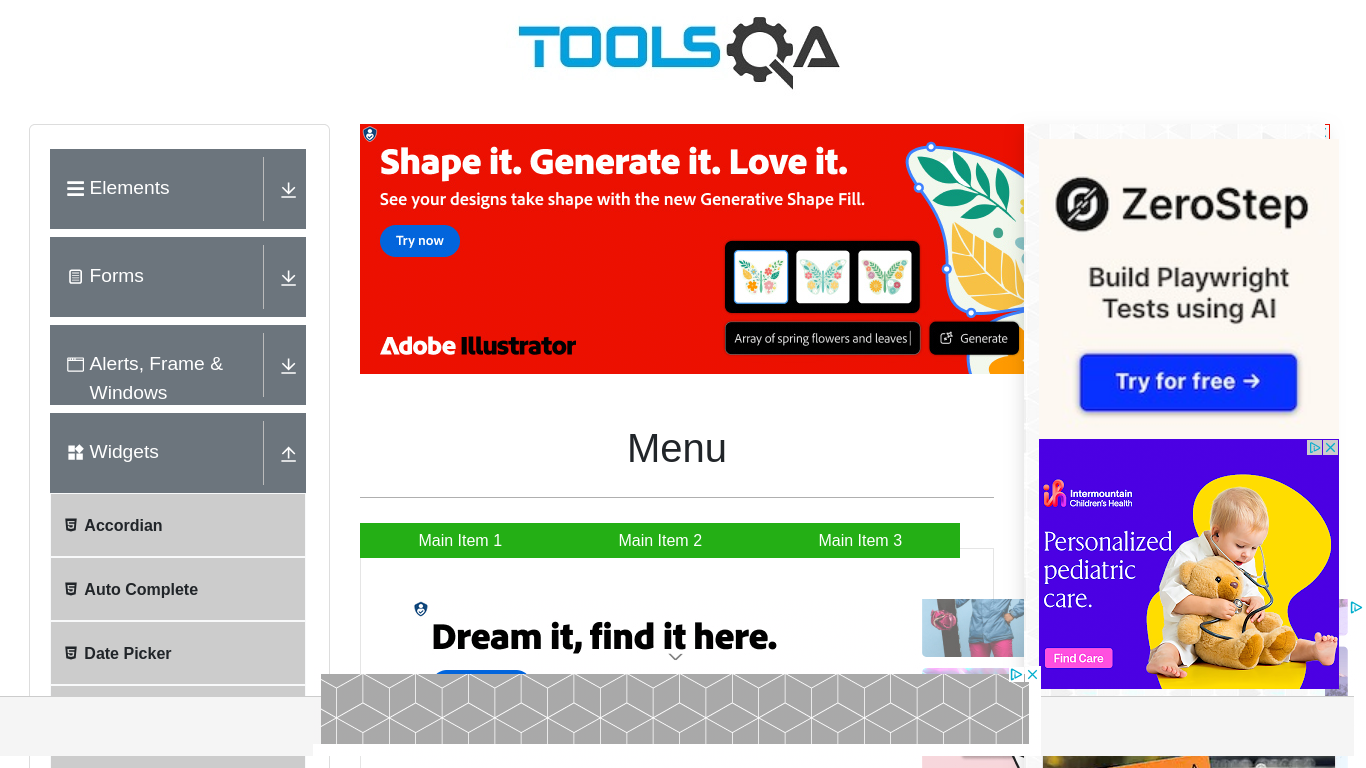 TOOLSQA
Elements
Forms
Alerts, Frame &
Windows
Widgets
Accordian
Auto Complete
Date Picker
Shape it. Generate it. Love it.
See your designs take shape with the new Generative Shape Fill.
Try now
Array of spring flowers and leaves
Generate
Adobe Illustrator
Menu
Main Item 1
Main Item 2
Main Item 3
Dream it, find it here.
ZeroStep
Build Playwright
Tests using AI
Try for free →
Intermountain
Children's Health
Personalized
pediatric
care.
Find Care